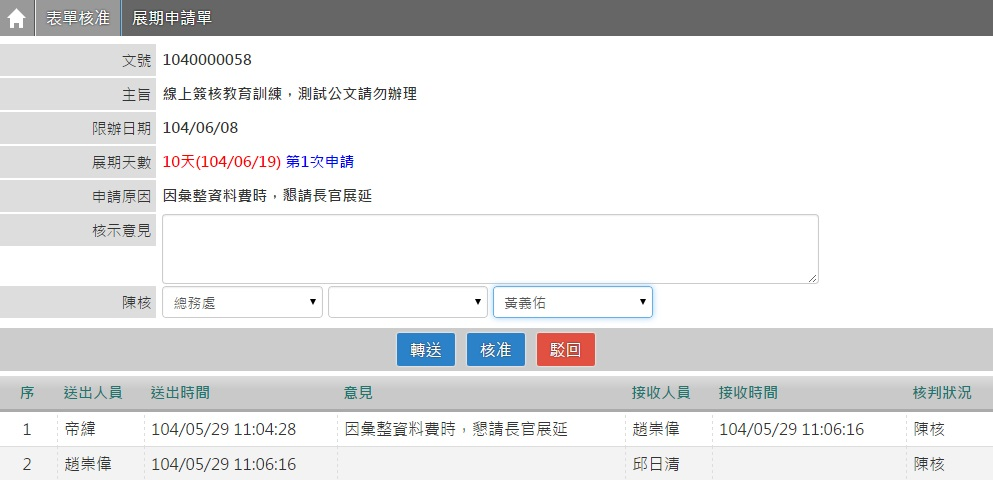 表單核准 展期申請單
文號 1040000058
主旨 線上簽核教育訓練，測試公文請勿辦理
限辦日期 104/06/08
展期天數 10天(104/06/19) 第1次申請
申請原因 因彙整資料費時，懇請長官展延
核示意見
陳核 總務處 黃義佑
轉送 核准 駁回
序 送出人員 送出時間 意見 接收人員 接收時間 核判狀況
1 帝緯 104/05/29 11:04:28 因彙整資料費時，懇請長官展延 趙崇偉 104/05/29 11:06:16 陳核
2 趙崇偉 104/05/29 11:06:16 邱日清 陳核